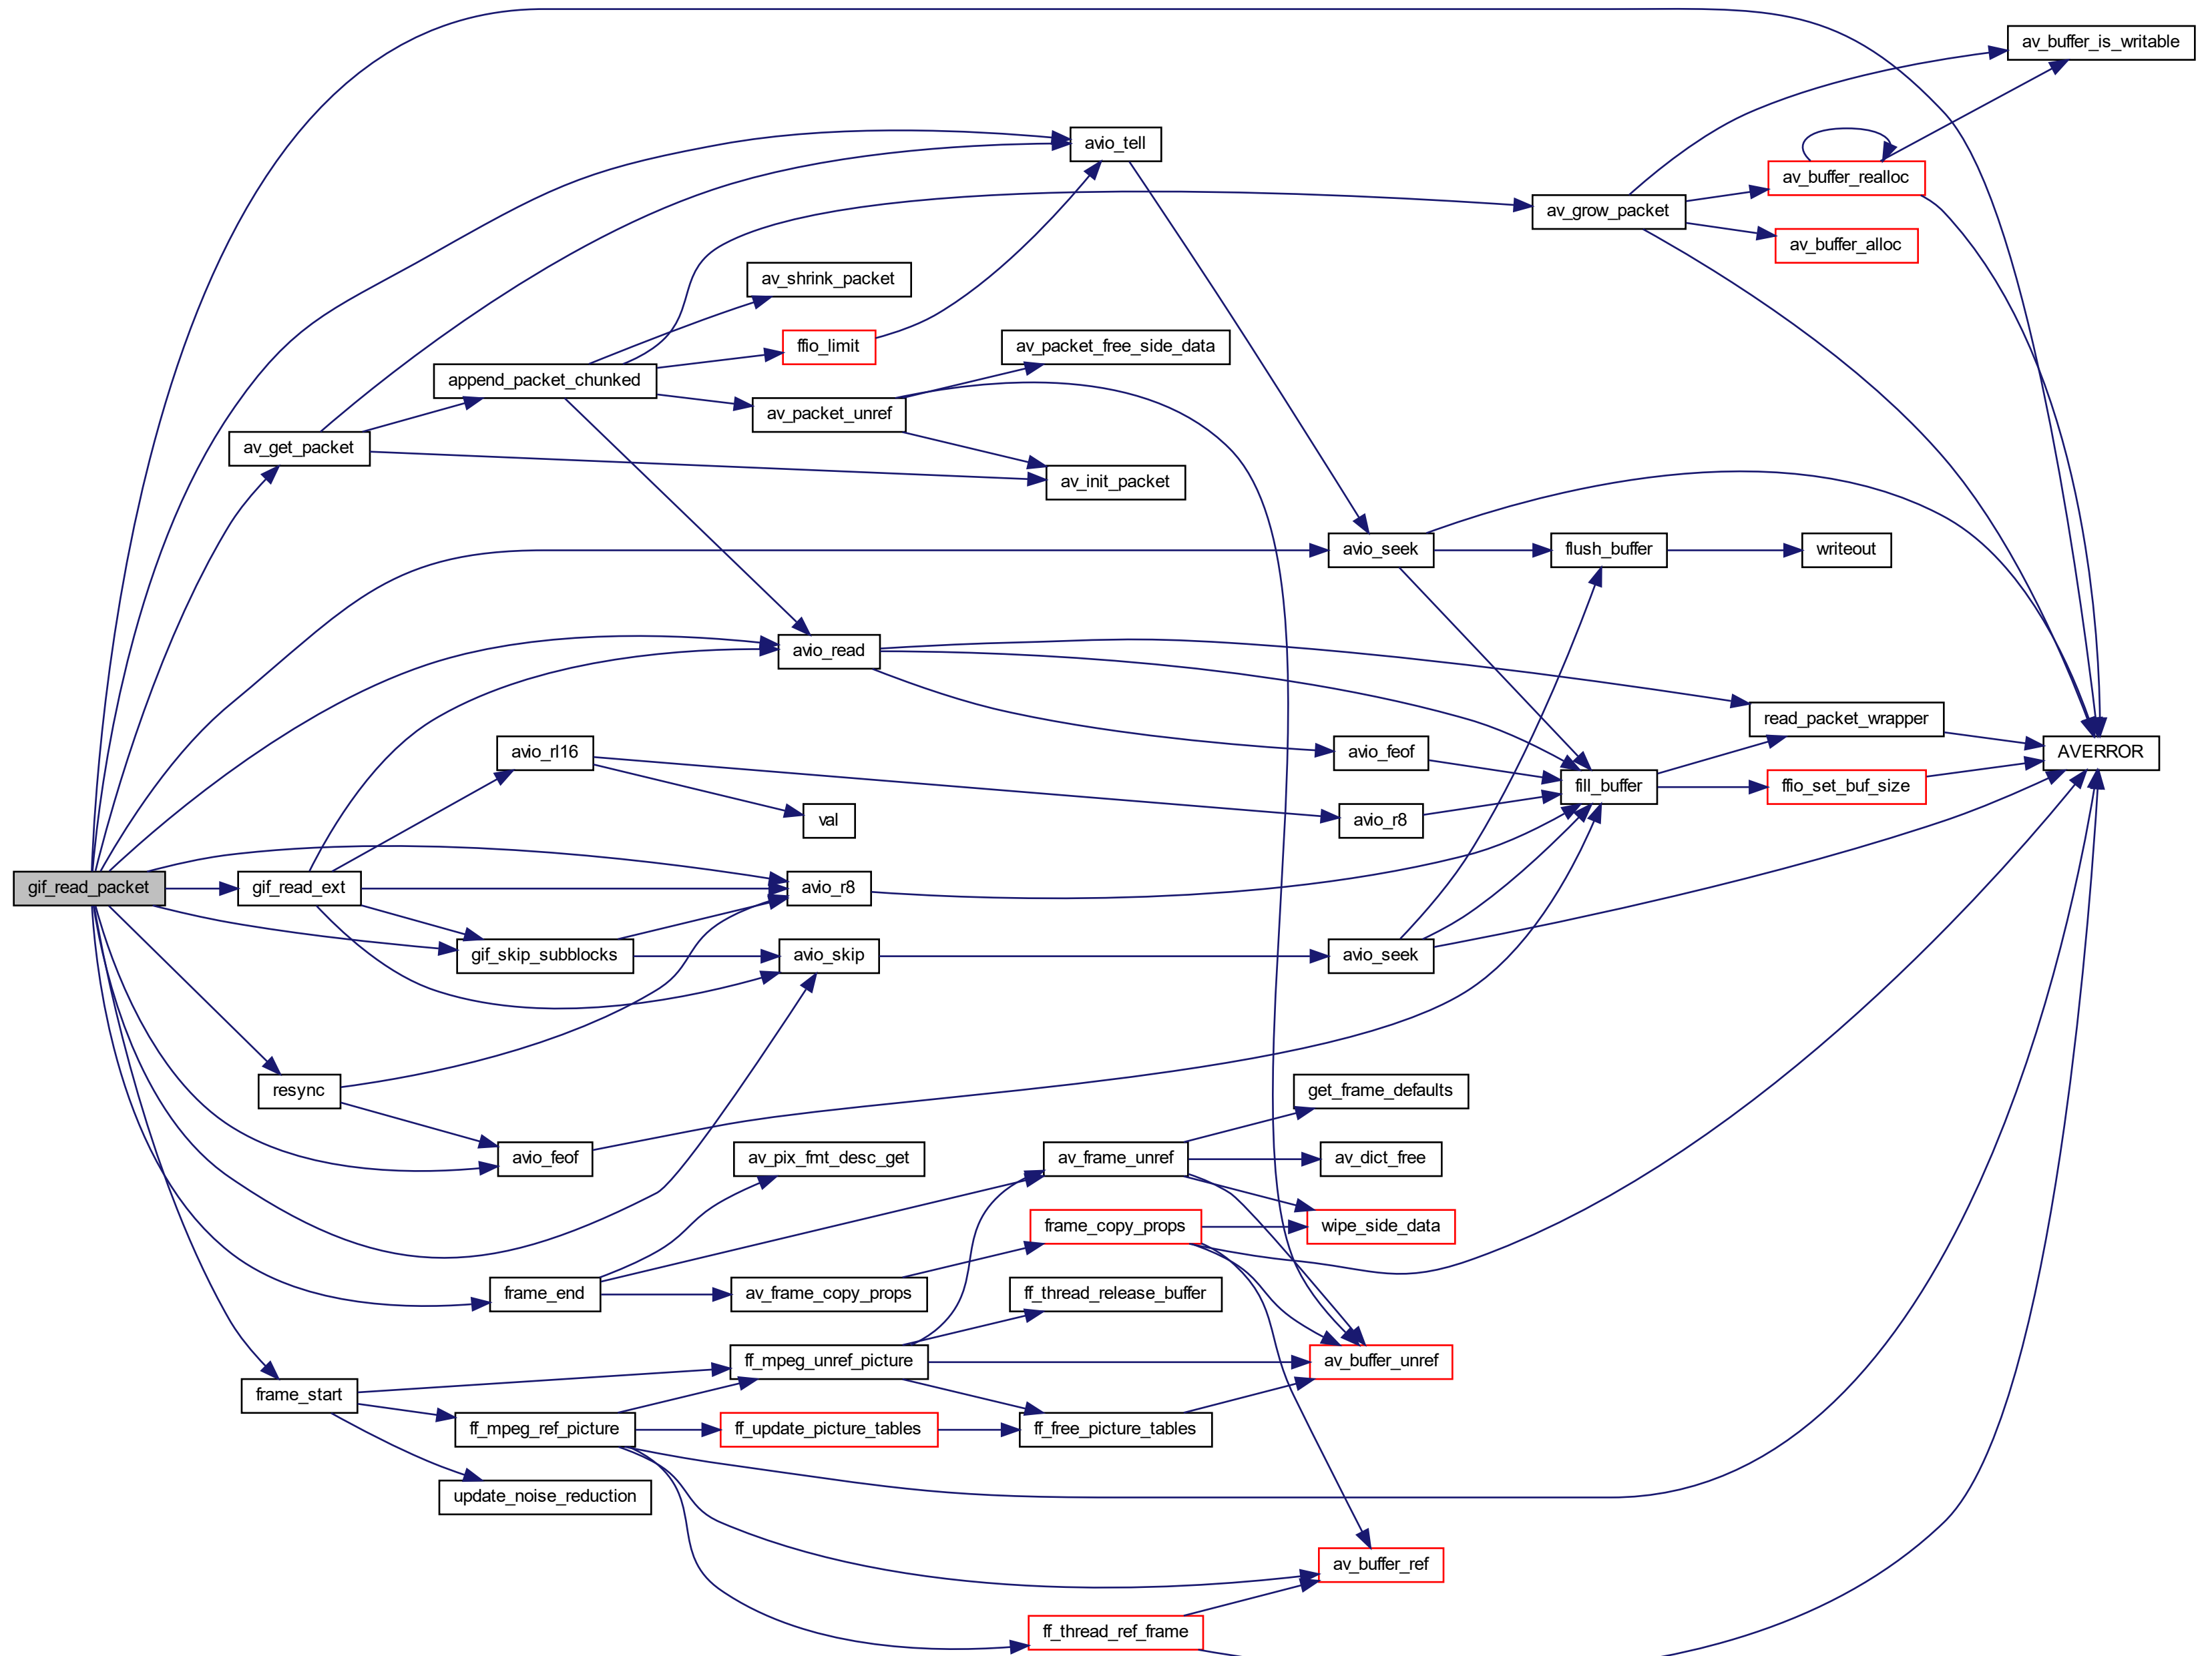 av_buffer_is_writable
avio_tell
av_buffer_realloc
av_grow_packet
av_buffer_alloc
av_shrink_packet
ffio_limit
av_packet_free_side_data
append_packet_chunked
av_packet_unref
av_get_packet
av_init_packet
avio_seek
flush_buffer
writeout
avio_read
read_packet_wrapper
avio_rl16
avio_feof
AVERROR
fill_buffer
ffio_set_buf_size
val
avio_r8
gif_read_packet
gif_read_ext
avio_r8
gif_skip_subblocks
avio_skip
avio_seek
resync
get_frame_defaults
avio_feof
av_pix_fmt_desc_get
av_frame_unref
av_dict_free
frame_copy_props
wipe_side_data
frame_end
av_frame_copy_props
ff_thread_release_buffer
ff_mpeg_unref_picture
av_buffer_unref
frame_start
ff_mpeg_ref_picture
ff_update_picture_tables
ff_free_picture_tables
update_noise_reduction
av_buffer_ref
ff_thread_ref_frame